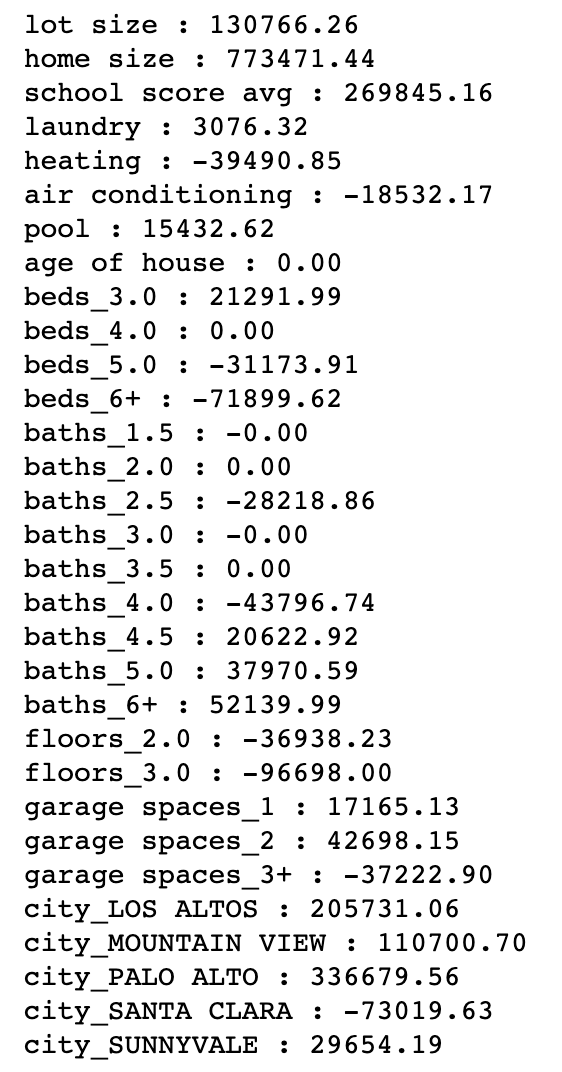 lot size : 130766.26
home size : 773471.44
school score avg : 269845.16
laundry : 3076.32
heating : -39490.85
air conditioning : -18532.17
pool : 15432.62
age of house : 0.00
beds_3.0 : 21291.99
beds_4.0 : 0.00
beds_5.0 : -31173.91
beds_6+ : -71899.62
baths_1.5 : -0.00
baths_2.0 : 0.00
baths_2.5 : -28218.86
baths_3.0 : -0.00
baths_3.5 : 0.00
baths_4.0 : -43796.74
baths_4.5 : 20622.92
baths_5.0 : 37970.59
baths_6+ : 52139.99
floors_2.0 : -36938.23
floors_3.0 : -96698.00
garage spaces_1 : 17165.13
garage spaces_2 : 42698.15
garage spaces_3+ : -37222.90
city_LOS ALTOS : 205731.06
city_MOUNTAIN VIEW : 110700.70
city_PALO ALTO : 336679.56
city_SANTA CLARA : -73019.63
city_SUNNYVALE : 29654.19